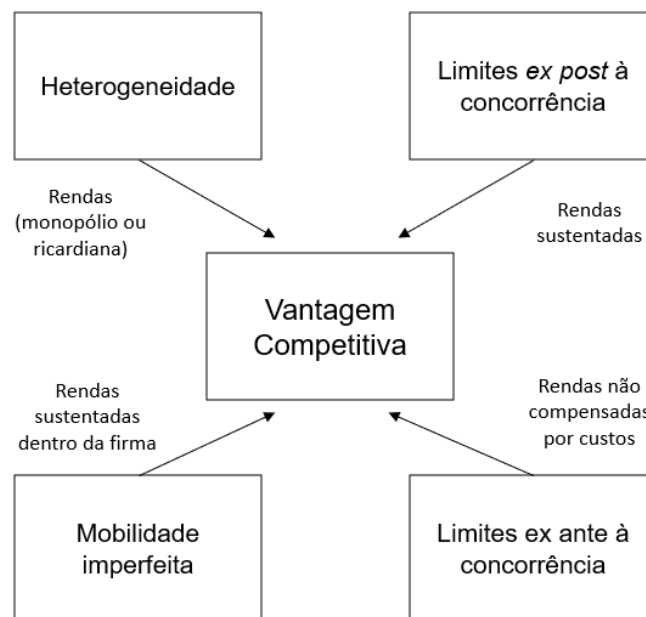 Heterogeneidade
Limites ex post à
concorrência
Rendas
(monopólio ou
ricardiana)
Rendas
sustentadas
Vantagem
Competitiva
Rendas
sustentadas
dentro da firma
Rendas não
compensadas
por custos
Mobilidade
imperfeita
Limites ex ante à
concorrência